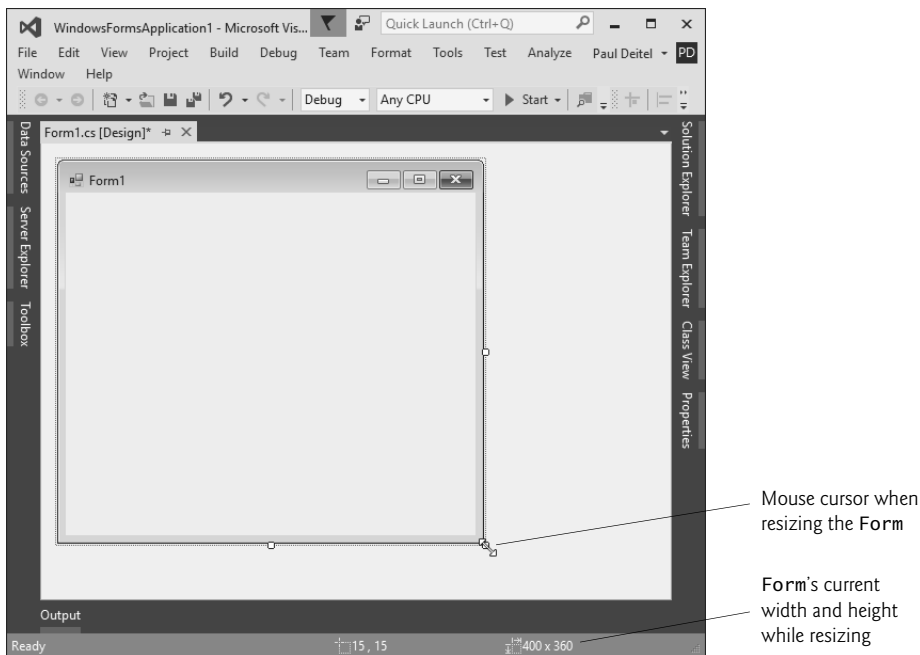 WindowsFormsApplication1 - Microsoft Vis...
Quick Launch (Ctrl+Q)
File Edit View Project Build Debug Team Format Tools Test Analyze Paul Deitel PD
Window Help
Debug Any CPU Start
Data Sources
Server Explorer
Toolbox
Form1.cs [Design]*
Form1
Solution Explorer
Team Explorer
Class View
Properties
Mouse cursor when
resizing the Form
Form's current
width and height
while resizing
Output
Ready 15, 15 400 x 360